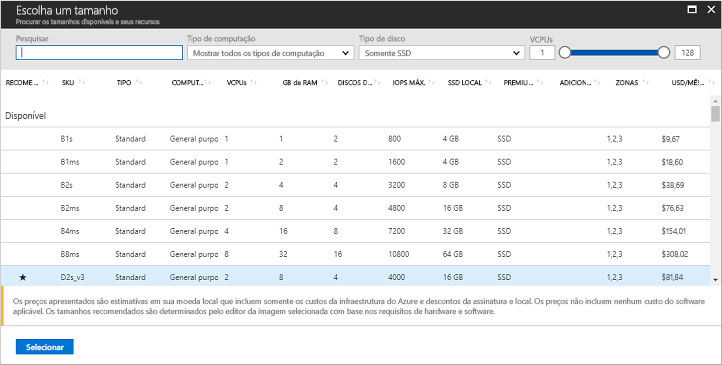 Escolha um tamanho
Procurar os tamanhos disponíveis e seus recursos
Pesquisar Tipo de computação Tipo de disco VCPUs
Mostrar todos os tipos de computação Somente SSD 1 128
RECOME... SKU TIPO COMPUT... VCPUs GB de RAM DISCOS D... IOPS MÁX. SSD LOCAL PREMIU... ADICION... ZONAS USD/MÊS...
Disponível
B1s Standard General purpo 1 1 2 800 4 GB SSD 1,2,3 $9,67
B1ms Standard General purpo 1 2 2 1600 4 GB SSD 1,2,3 $18,60
B2s Standard General purpo 2 4 4 3200 8 GB SSD 1,2,3 $38,69
B2ms Standard General purpo 2 8 4 4800 16 GB SSD 1,2,3 $76,63
B4ms Standard General purpo 4 16 8 7200 32 GB SSD 1,2,3 $154,01
B8ms Standard General purpo 8 32 16 10800 64 GB SSD 1,2,3 $308,02
★ D2s_v3 Standard General purpo 2 8 4 4000 16 GB SSD 1,2,3 $81,84
Os preços apresentados são estimativas em sua moeda local que incluem somente os custos da infraestrutura do Azure e descontos da assinatura e local. Os preços não incluem nenhum custo do software
aplicável. Os tamanhos recomendados são determinados pelo editor da imagem selecionada com base nos requisitos de hardware e software.
Selecionar